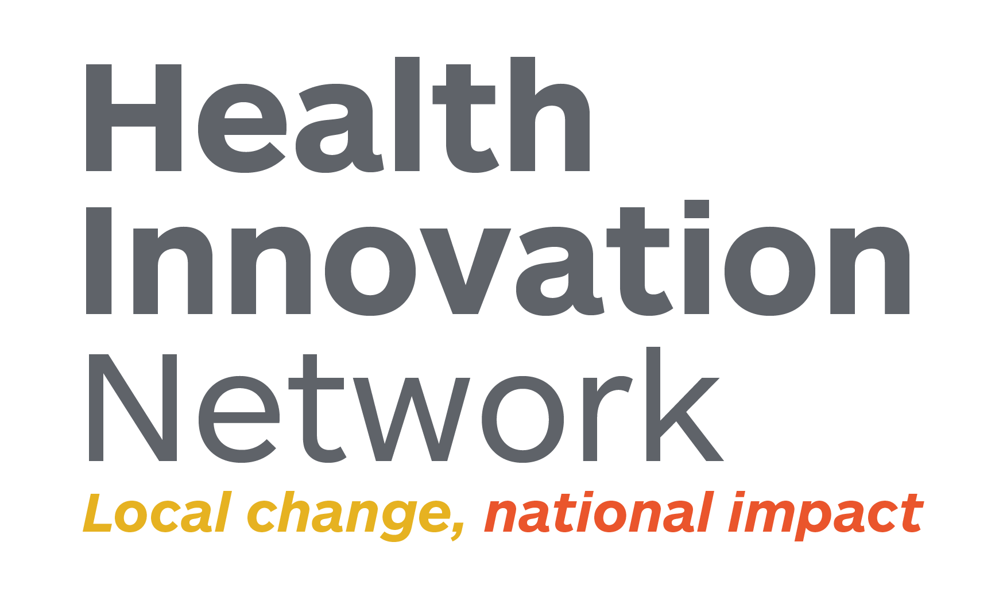 Health
Innovation
Network
Local change, national impact